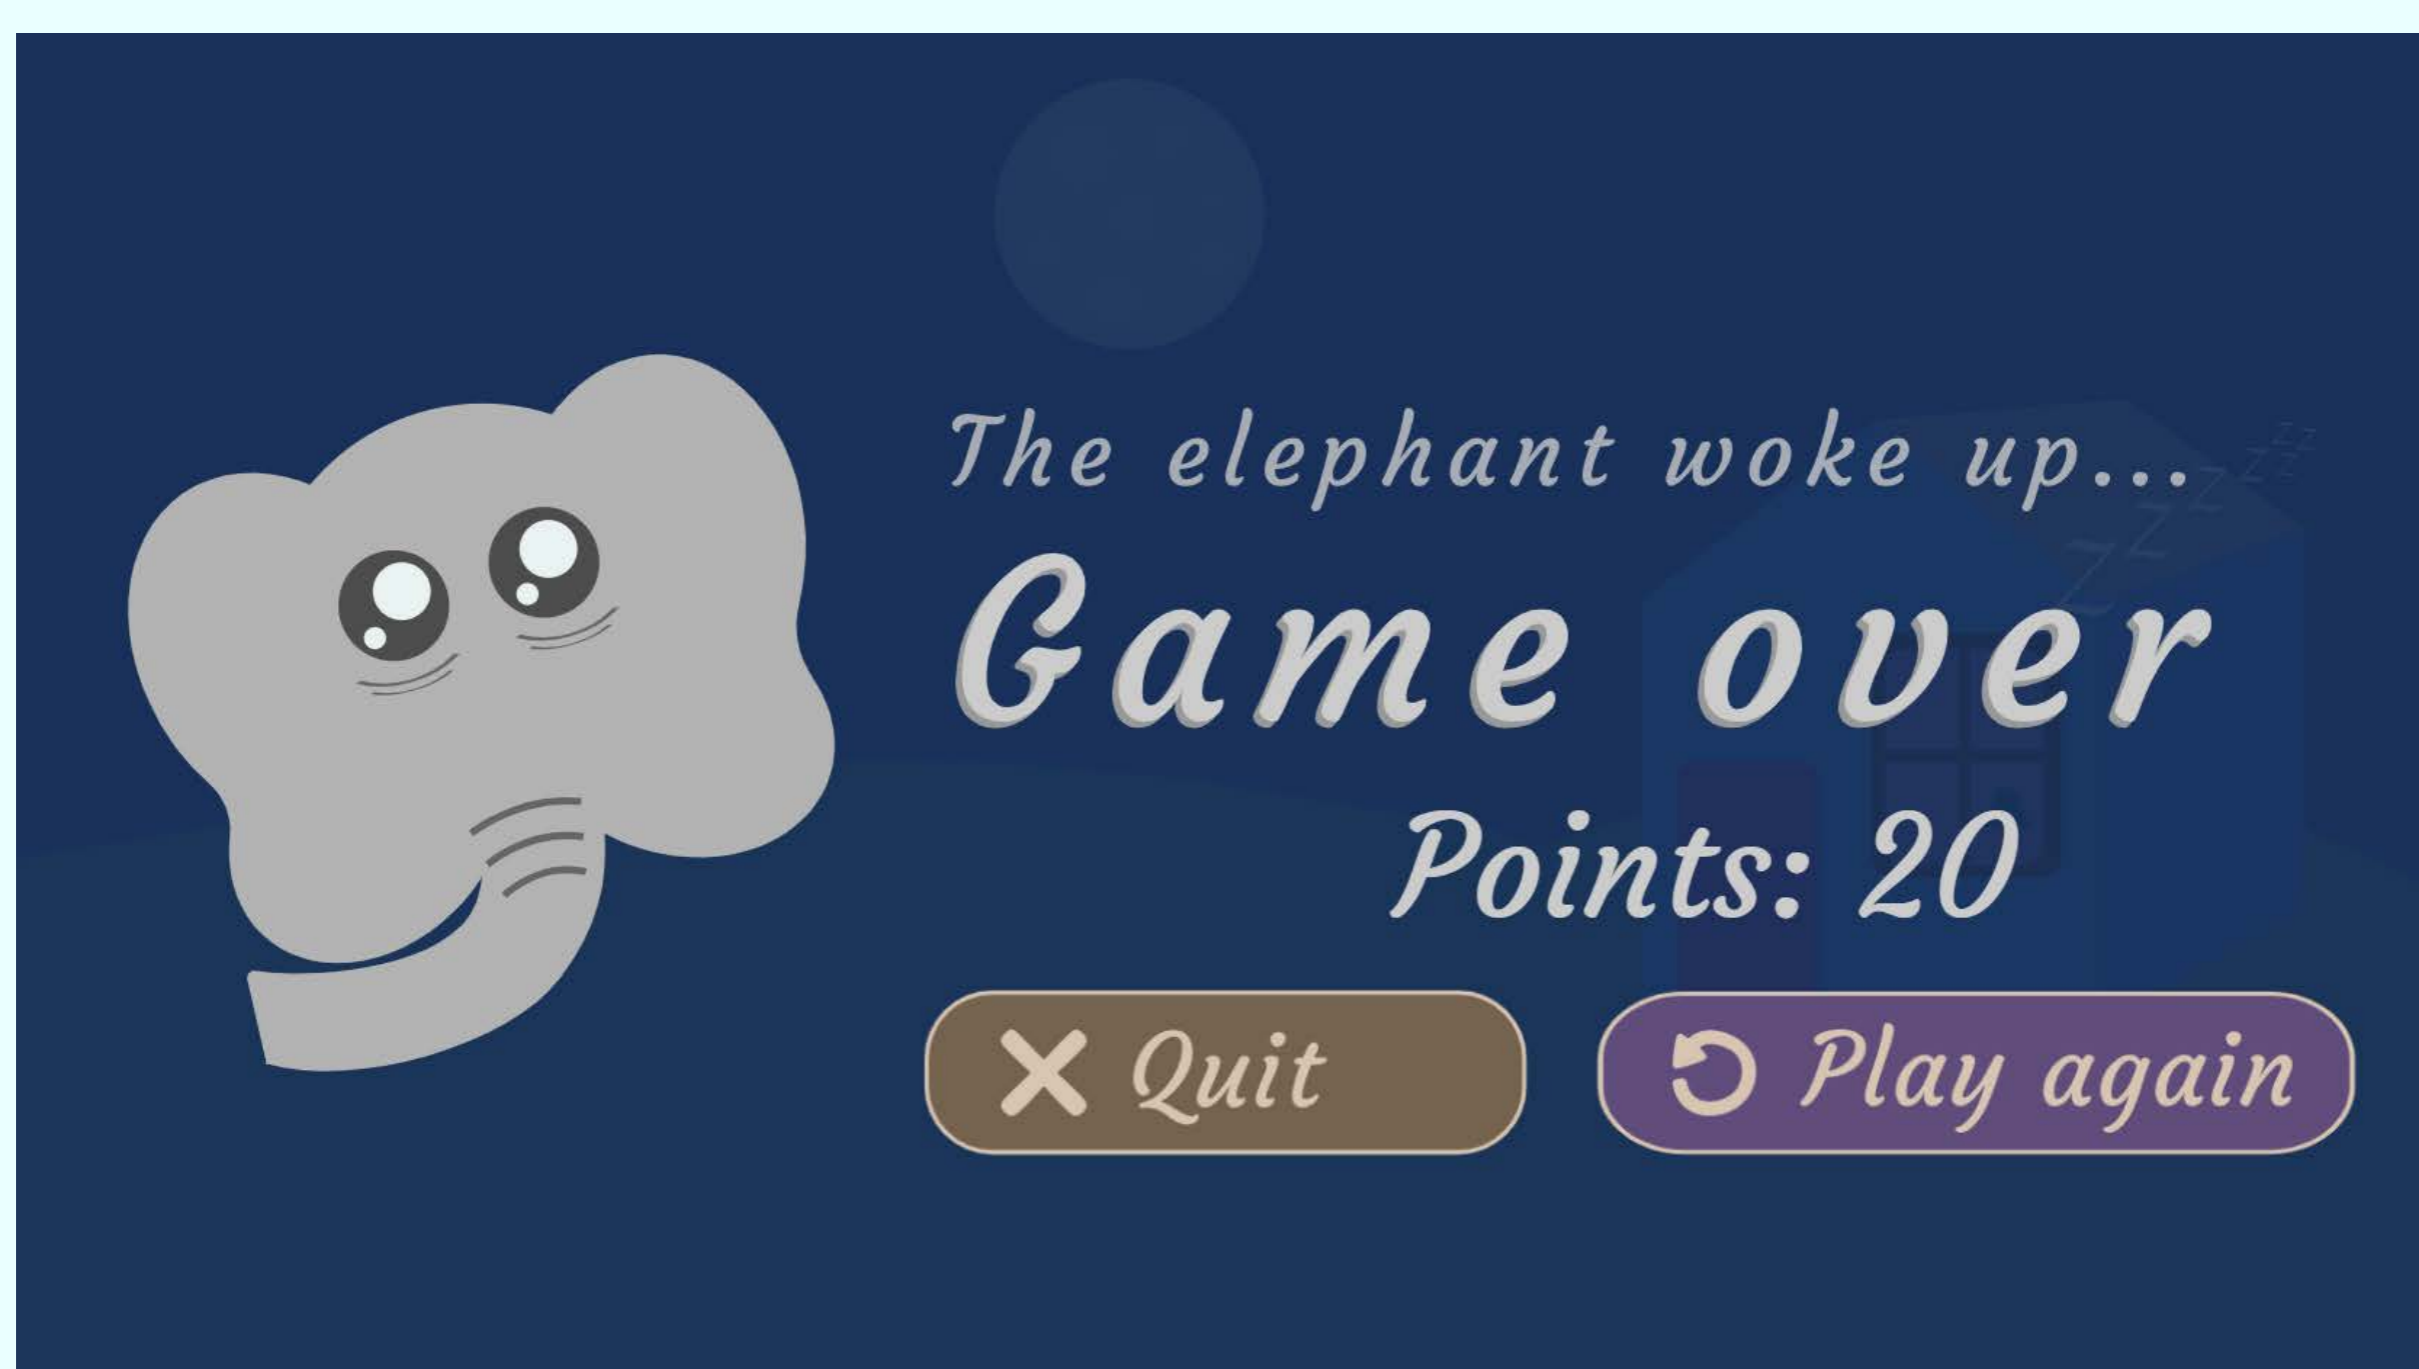 The elephant woke up...
Game over
Points: 20
Quit
Play again
z z
z z
z
z
z